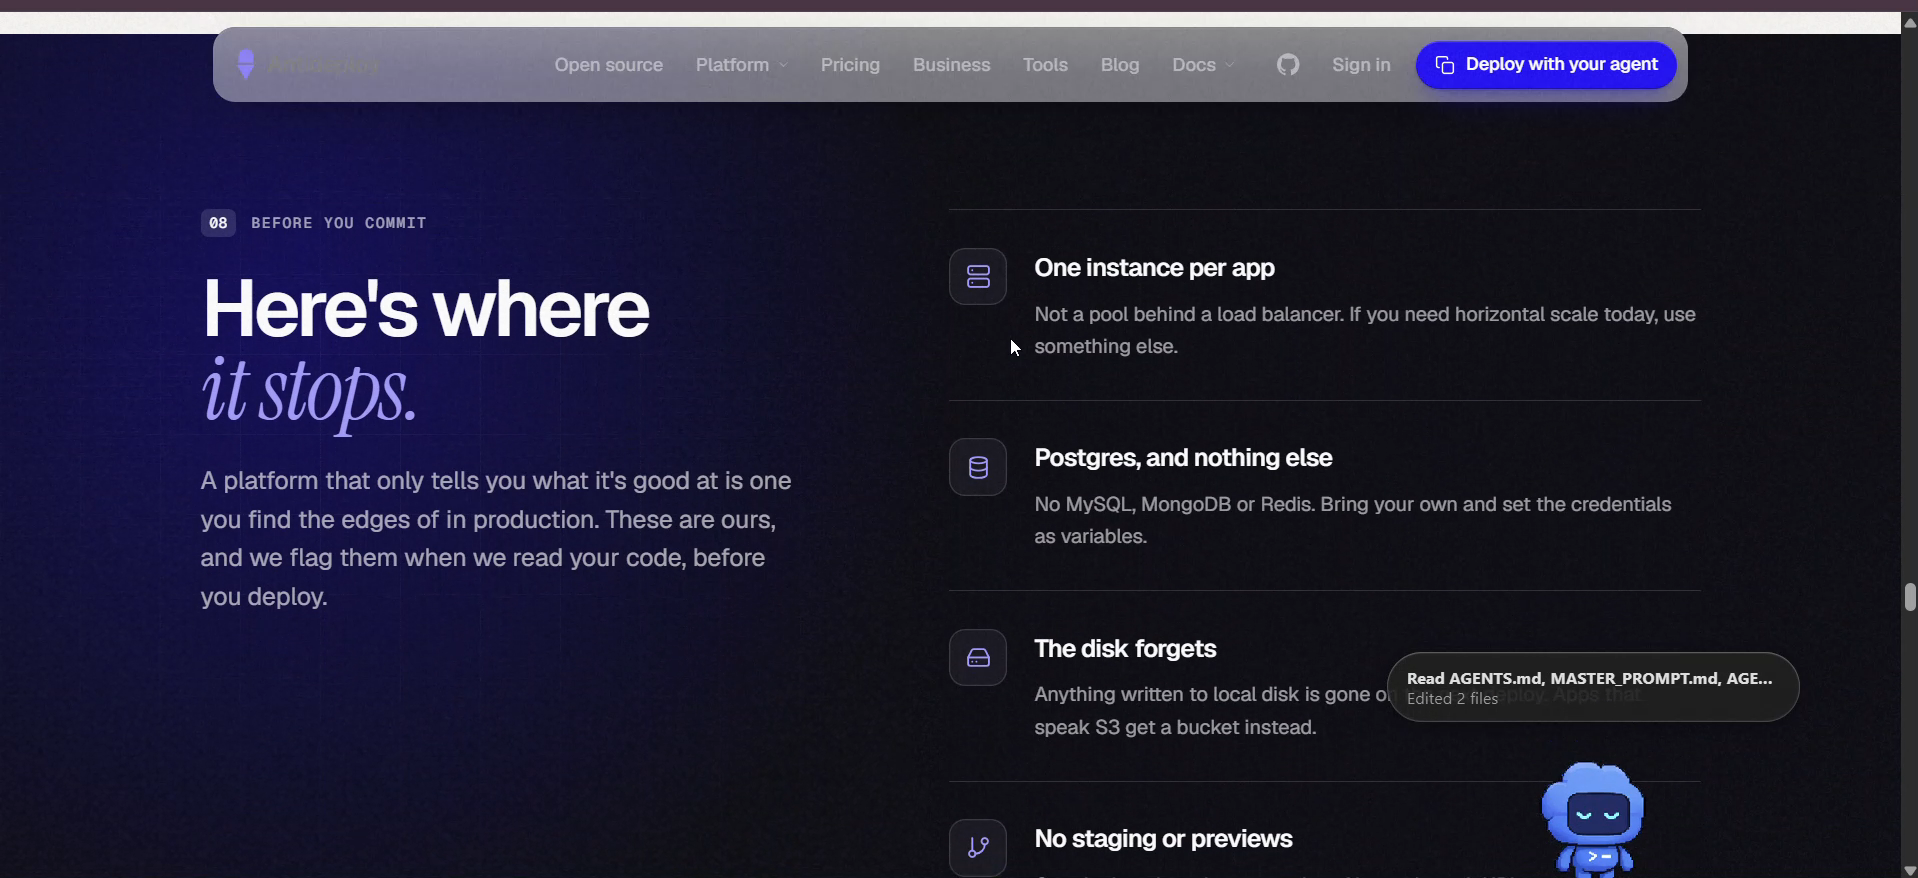 Open source
Platform
Pricing
Business
Tools
Blog
Docs
Sign in
Deploy with your agent
08 BEFORE YOU COMMIT
Here's where
it stops.
A platform that only tells you what it's good at is one
you find the edges of in production. These are ours,
and we flag them when we read your code, before
you deploy.
One instance per app
Not a pool behind a load balancer. If you need horizontal scale today, use
something else.
Postgres, and nothing else
No MySQL, MongoDB or Redis. Bring your own and set the credentials
as variables.
The disk forgets
Anything written to local disk is gone on deploy. Apps that
speak S3 get a bucket instead.
Read AGENTS.md, MASTER_PROMPT.md, AGE...
Edited 2 files
No staging or previews